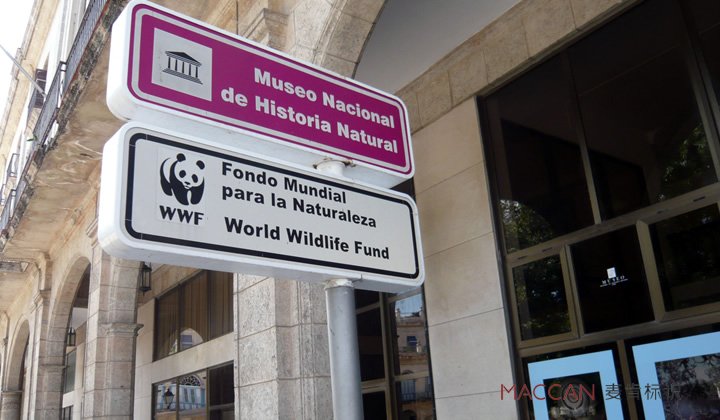 Museo Nacional
de Historia Natural
WWF
Fondo Mundial
para la Naturaleza
World Wildlife Fund
MUSEO
MACCAN 麦肯标识